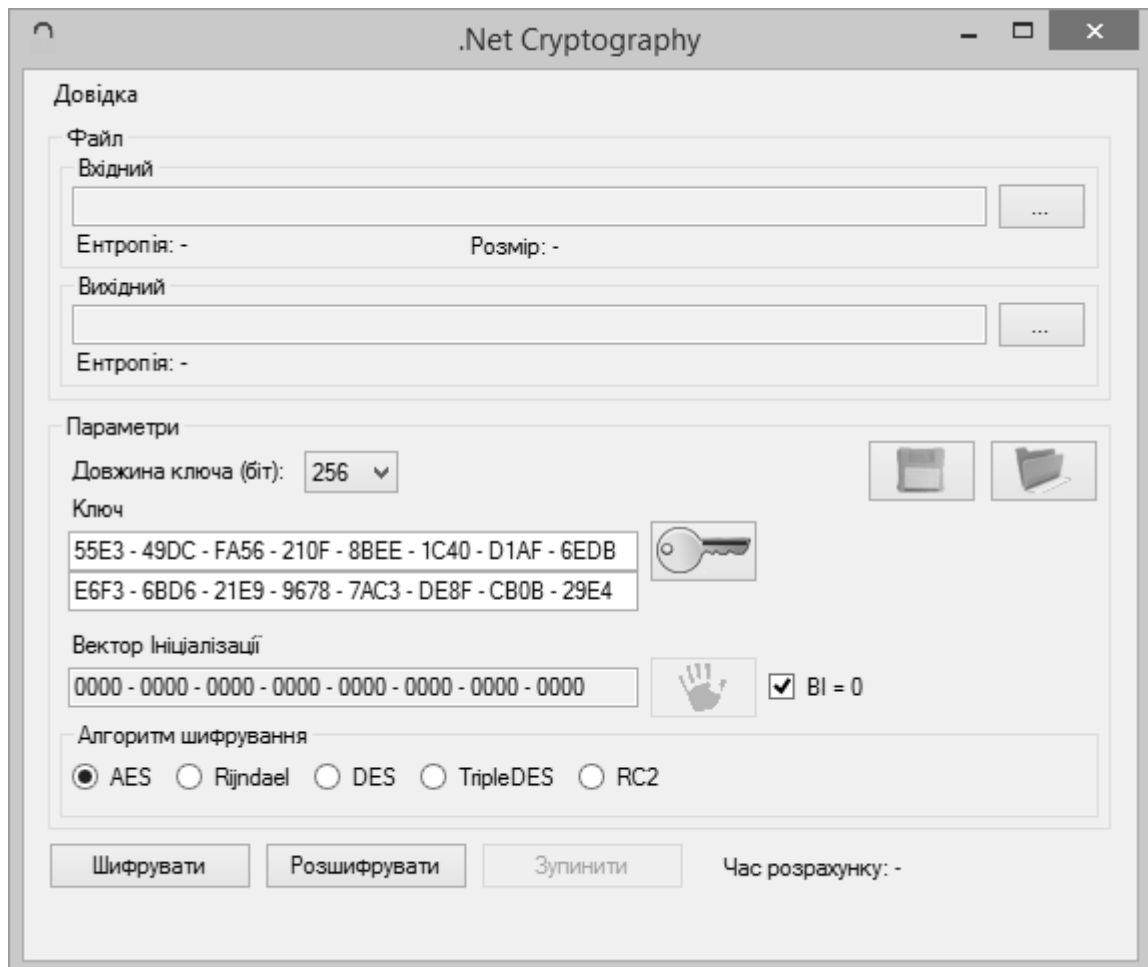 .Net Cryptography
Довідка
Файл
Вхідний
...
Ентропія: - Розмір: -
Вихідний
...
Ентропія: -
Параметри
Довжина ключа (біт): 256
Ключ
55E3 - 49DC - FA56 - 210F - 8BEE - 1C40 - D1AF - 6EDB
E6F3 - 6BD6 - 21E9 - 9678 - 7AC3 - DE8F - CB0B - 29E4
Вектор Ініціалізації
0000 - 0000 - 0000 - 0000 - 0000 - 0000 - 0000 - 0000 ВІ = 0
Алгоритм шифрування
AES Rijndael DES TripleDES RC2
Шифрувати Розшифрувати Зупинити Час розрахунку: -